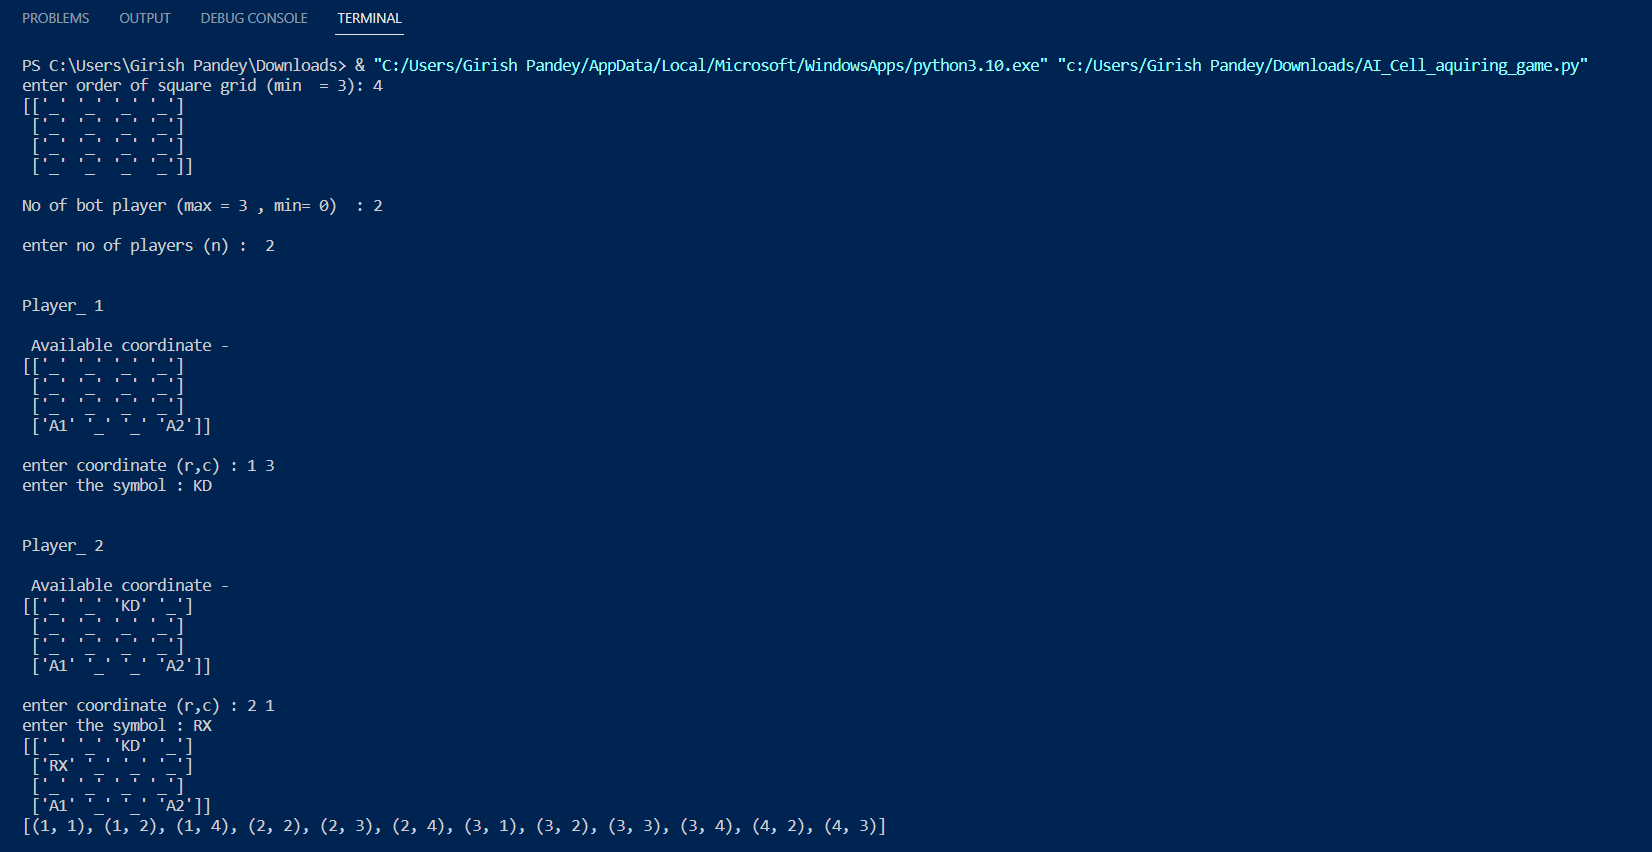 PROBLEMS OUTPUT DEBUG CONSOLE TERMINAL
PS C:\Users\Girish Pandey\Downloads> & "C:/Users/Girish Pandey/AppData/Local/Microsoft/WindowsApps/python3.10.exe" "c:/Users/Girish Pandey/Downloads/AI_Cell_aquiring_game.py"
enter order of square grid (min  = 3): 4
[['_' '_' '_' '_']
 ['_' '_' '_' '_']
 ['_' '_' '_' '_']
 ['_' '_' '_' '_']]
No of bot player (max = 3 , min= 0)  : 2
enter no of players (n) :  2
Player_ 1
 Available coordinate -
[['_' '_' '_' '_']
 ['_' '_' '_' '_']
 ['_' '_' '_' '_']
 ['A1' '_' '_' 'A2']]
enter coordinate (r,c) : 1 3
enter the symbol : KD
Player_ 2
 Available coordinate -
[['_' '_' 'KD' '_']
 ['_' '_' '_' '_']
 ['_' '_' '_' '_']
 ['A1' '_' '_' 'A2']]
enter coordinate (r,c) : 2 1
enter the symbol : RX
[['_' '_' 'KD' '_']
 ['RX' '_' '_' '_']
 ['_' '_' '_' '_']
 ['A1' '_' '_' 'A2']]
[(1, 1), (1, 2), (1, 4), (2, 2), (2, 3), (2, 4), (3, 1), (3, 2), (3, 3), (3, 4), (4, 2), (4, 3)]